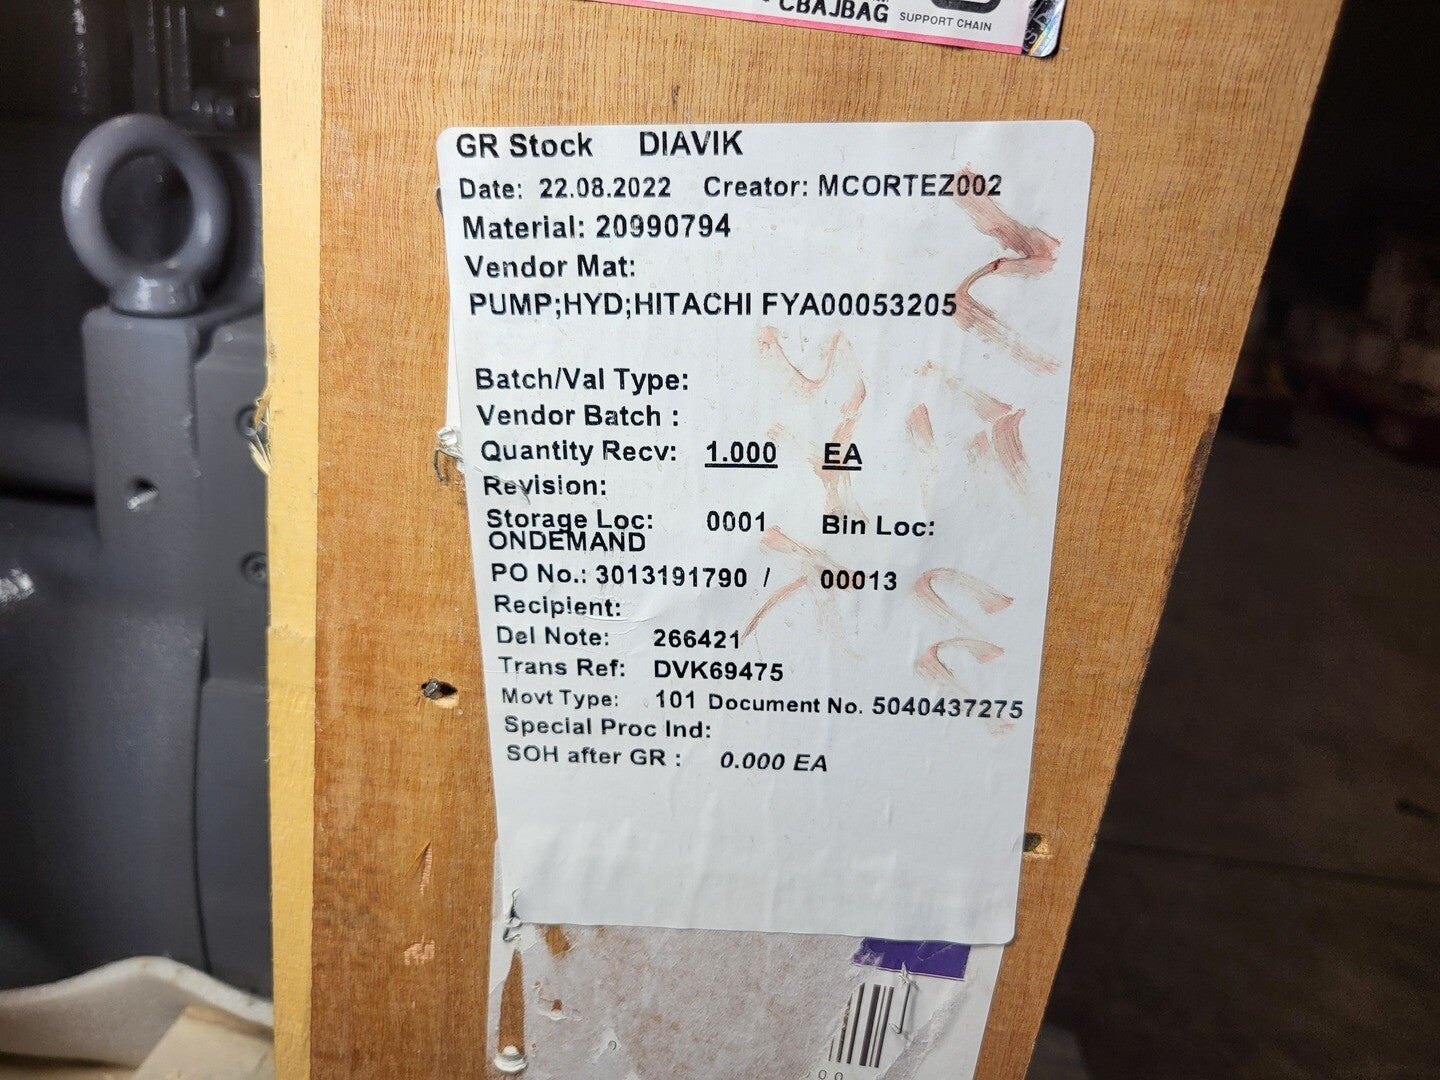 CBAJBAG
SUPPORT CHAIN
GR Stock DIAVIK
Date: 22.08.2022 Creator: MCORTEZ002
Material: 20990794
Vendor Mat:
PUMP;HYD;HITACHI FYA00053205
Batch/Val Type:
Vendor Batch :
Quantity Recv: 1.000 EA
Revision:
Storage Loc: 0001 Bin Loc:
ONDEMAND
PO No.: 3013191790 / 00013
Recipient:
Del Note: 266421
Trans Ref: DVK69475
Movt Type: 101 Document No. 5040437275
Special Proc Ind:
SOH after GR : 0.000 EA